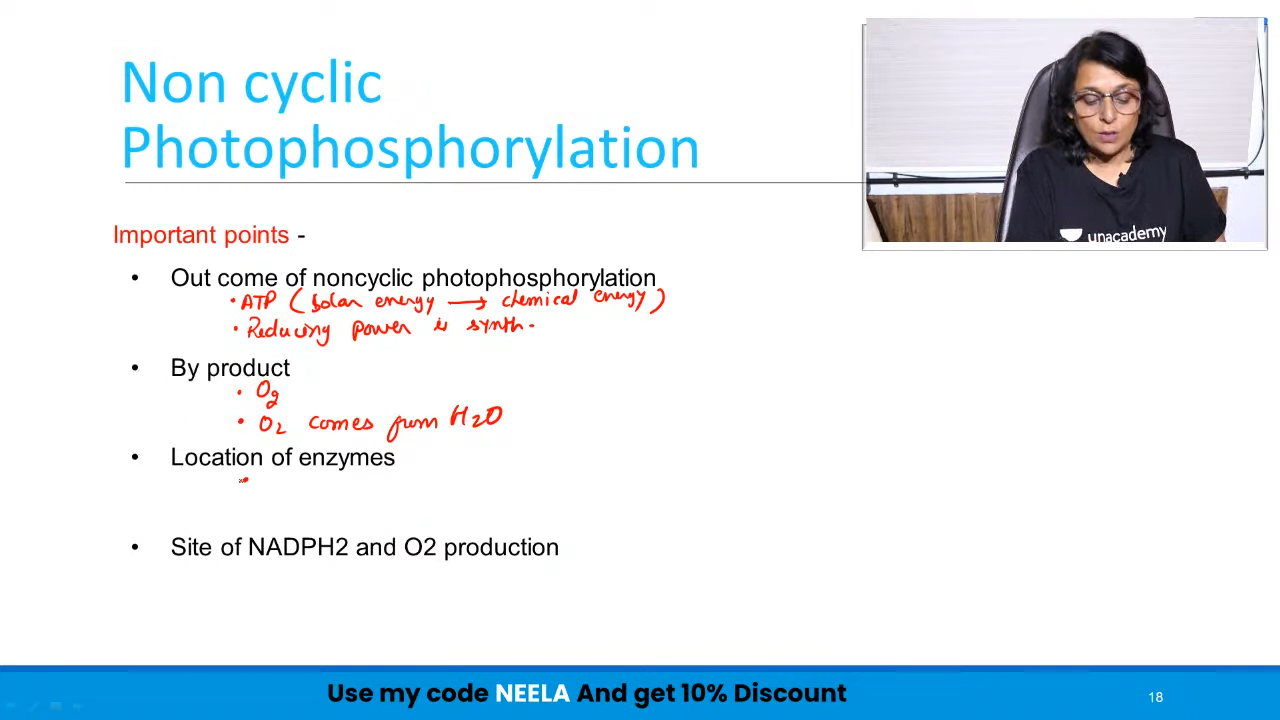 Non cyclic
Photophosphorylation
unacademy
Important points -
• Out come of noncyclic photophosphorylation
• ATP (Solar energy → chemical energy)
• Reducing power is synth.
• By product
• O2
• O2 comes from H2O
• Location of enzymes
• Site of NADPH2 and O2 production
Use my code NEELA And get 10% Discount
18